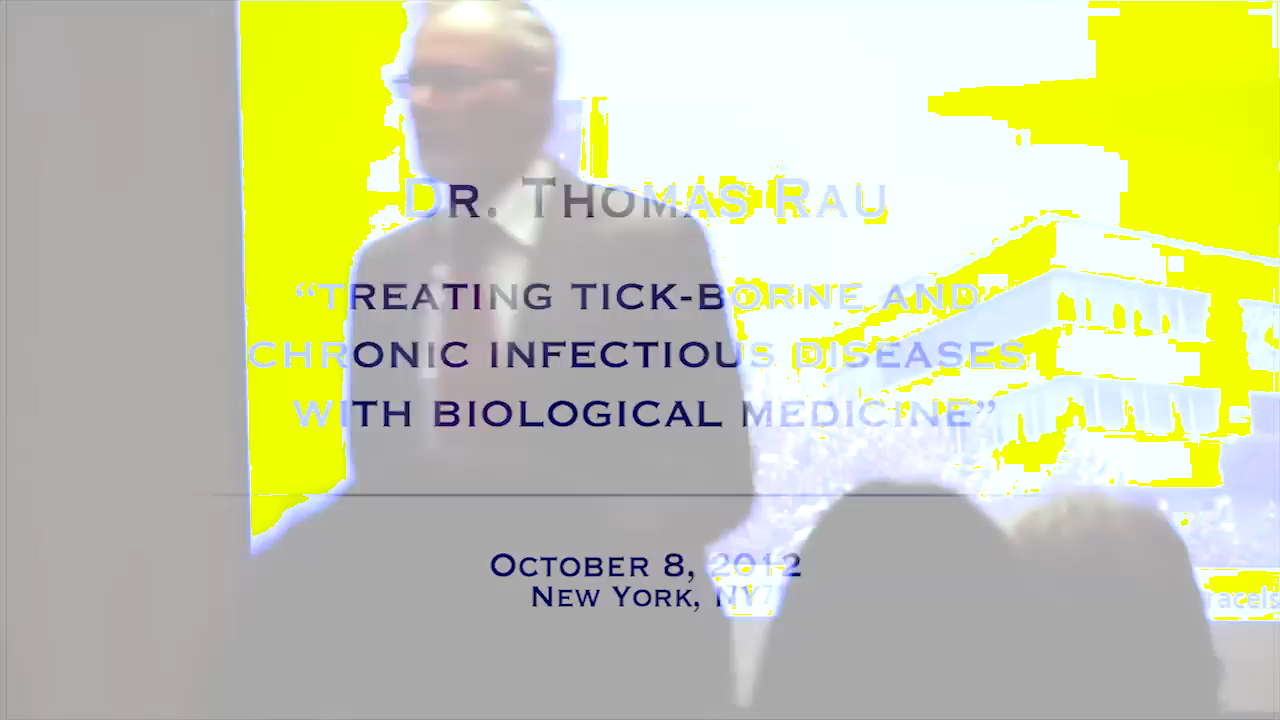 DR. THOMAS RAU
“TREATING TICK-BORNE AND
CHRONIC INFECTIOUS DISEASES
WITH BIOLOGICAL MEDICINE”
OCTOBER 8, 2012
NEW YORK, NY